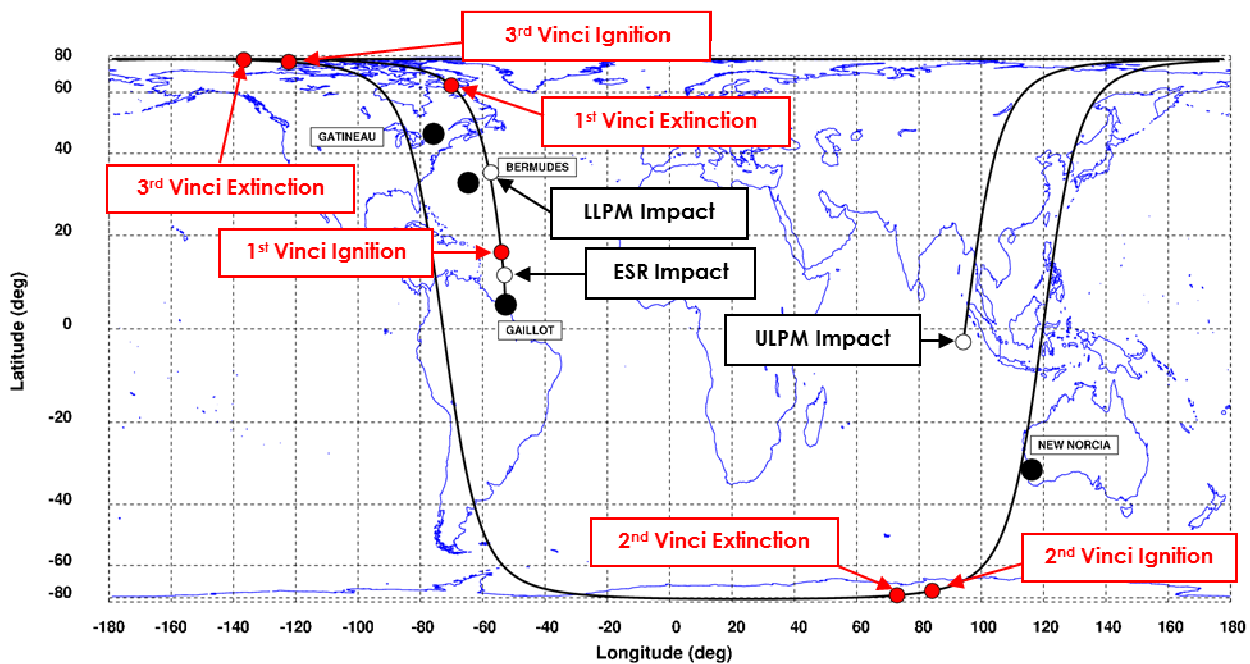 3rd Vinci Ignition
80
60
1st Vinci Extinction
GATINEAU
40
BERMUDES
3rd Vinci Extinction
LLPM Impact
20
1st Vinci Ignition
ESR Impact
0
GAILLOT
ULPM Impact
Latitude (deg)
-20
NEW NORCIA
-40
2nd Vinci Extinction
2nd Vinci Ignition
-60
-80
-180 -160 -140 -120 -100 -80 -60 -40 -20 0 20 40 60 80 100 120 140 160 180
Longitude (deg)